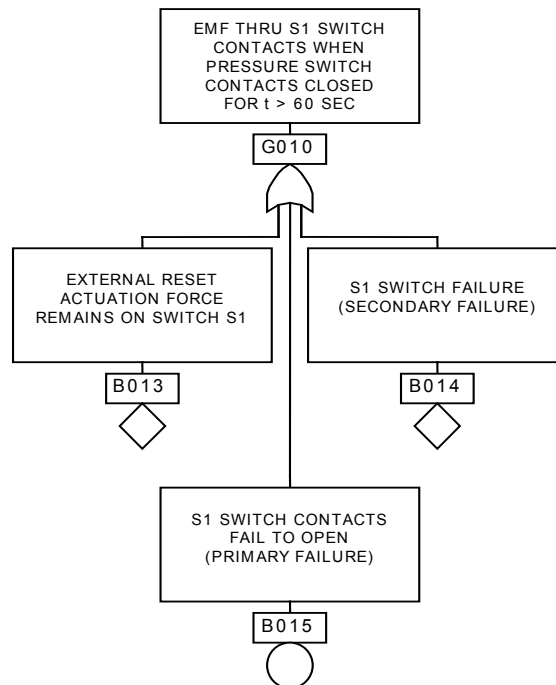 EMF THRU S1 SWITCH
CONTACTS WHEN
PRESSURE SWITCH
CONTACTS CLOSED
FOR t > 60 SEC
G010
EXTERNAL RESET
ACTUATION FORCE
REMAINS ON SWITCH S1
B013
S1 SWITCH FAILURE
(SECONDARY FAILURE)
B014
S1 SWITCH CONTACTS
FAIL TO OPEN
(PRIMARY FAILURE)
B015